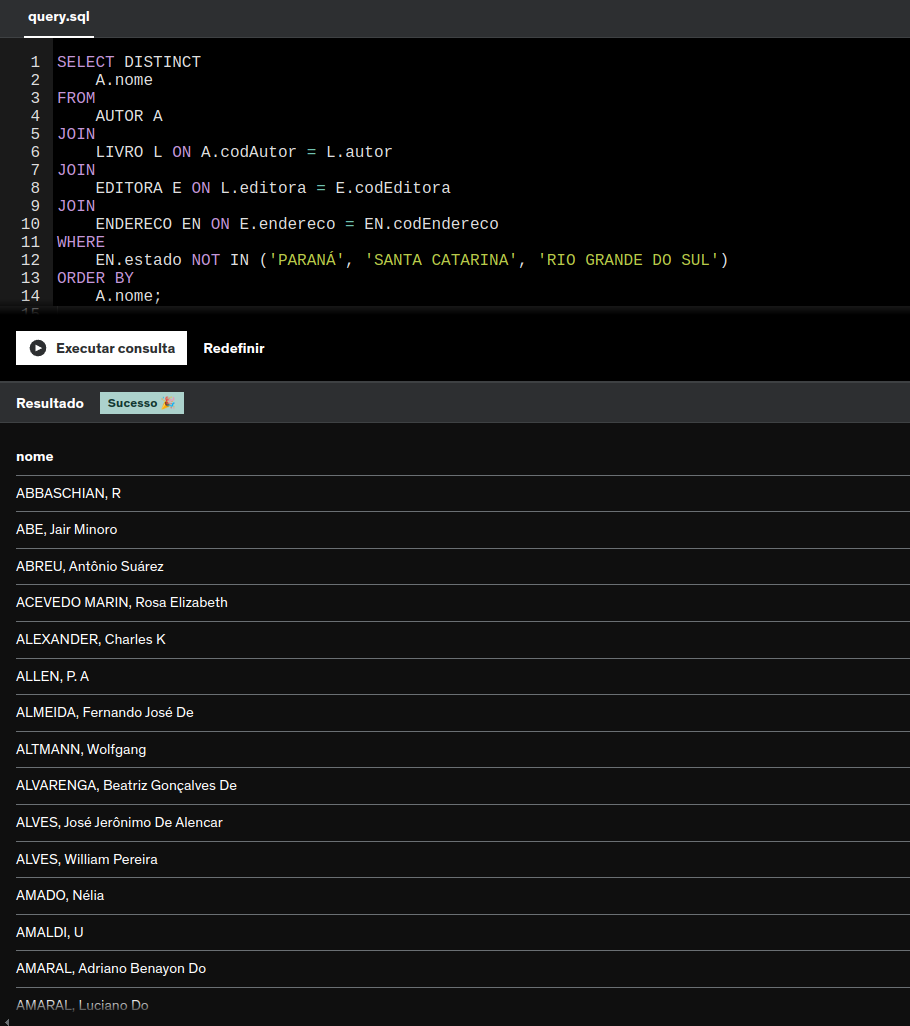 query.sql
1 SELECT DISTINCT
2     A.nome
3 FROM
4     AUTOR A
5 JOIN
6     LIVRO L ON A.codAutor = L.autor
7 JOIN
8     EDITORA E ON L.editora = E.codEditora
9 JOIN
10     ENDERECO EN ON E.endereco = EN.codEndereco
11 WHERE
12     EN.estado NOT IN ('PARANÁ', 'SANTA CATARINA', 'RIO GRANDE DO SUL')
13 ORDER BY
14     A.nome;
15
Executar consulta Redefinir
Resultado Sucesso 🎉
nome
ABBASCHIAN, R
ABE, Jair Minoro
ABREU, Antônio Suárez
ACEVEDO MARIN, Rosa Elizabeth
ALEXANDER, Charles K
ALLEN, P. A
ALMEIDA, Fernando José De
ALTMANN, Wolfgang
ALVARENGA, Beatriz Gonçalves De
ALVES, José Jerônimo De Alencar
ALVES, William Pereira
AMADO, Nélia
AMALDI, U
AMARAL, Adriano Benayon Do
AMARAL, Luciano Do